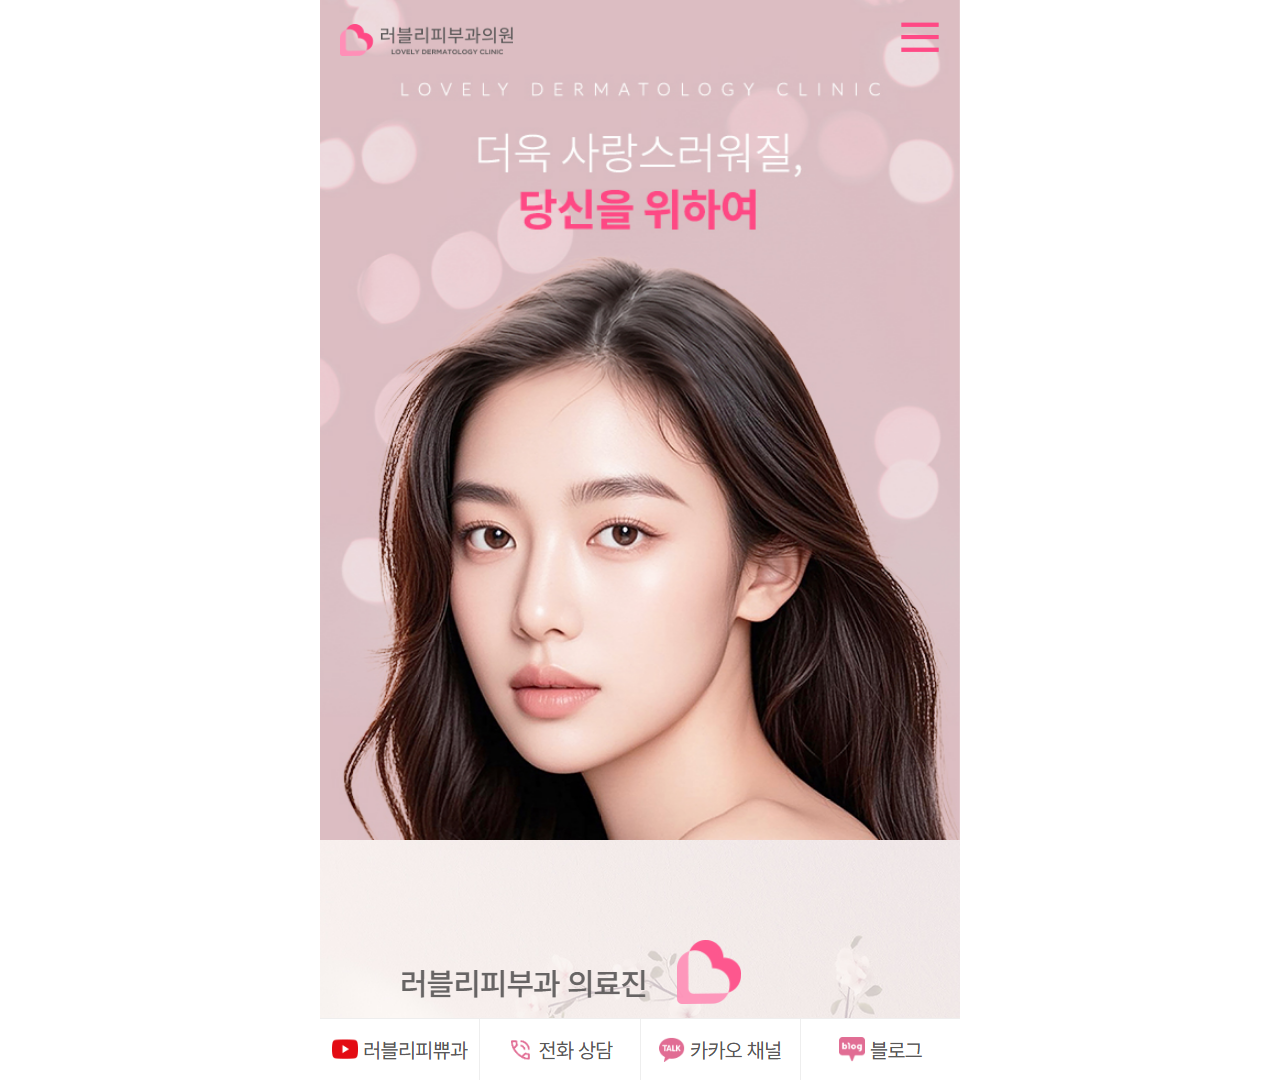 러블리피부과의원
LOVELY DERMATOLOGY CLINIC
LOVELY DERMATOLOGY CLINIC
더욱 사랑스러워질,
당신을 위하여
러블리피부과 의료진
러블리피쀼과
전화 상담
TALK 카카오 채널
blog 블로그